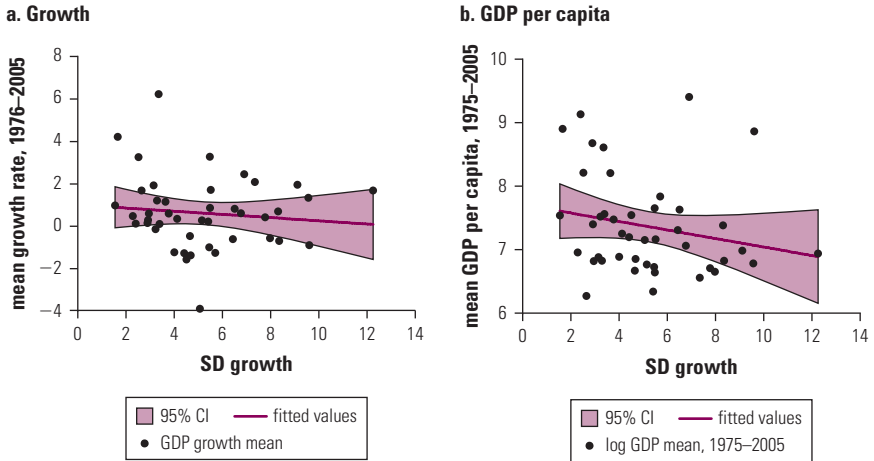 a. Growth
mean growth rate, 1976–2005
8
6
4
2
0
−2
−4
0 2 4 6 8 10 12 14
SD growth
95% CI fitted values
GDP growth mean
b. GDP per capita
mean GDP per capita, 1975–2005
10
9
8
7
6
0 2 4 6 8 10 12 14
SD growth
95% CI fitted values
log GDP mean, 1975–2005